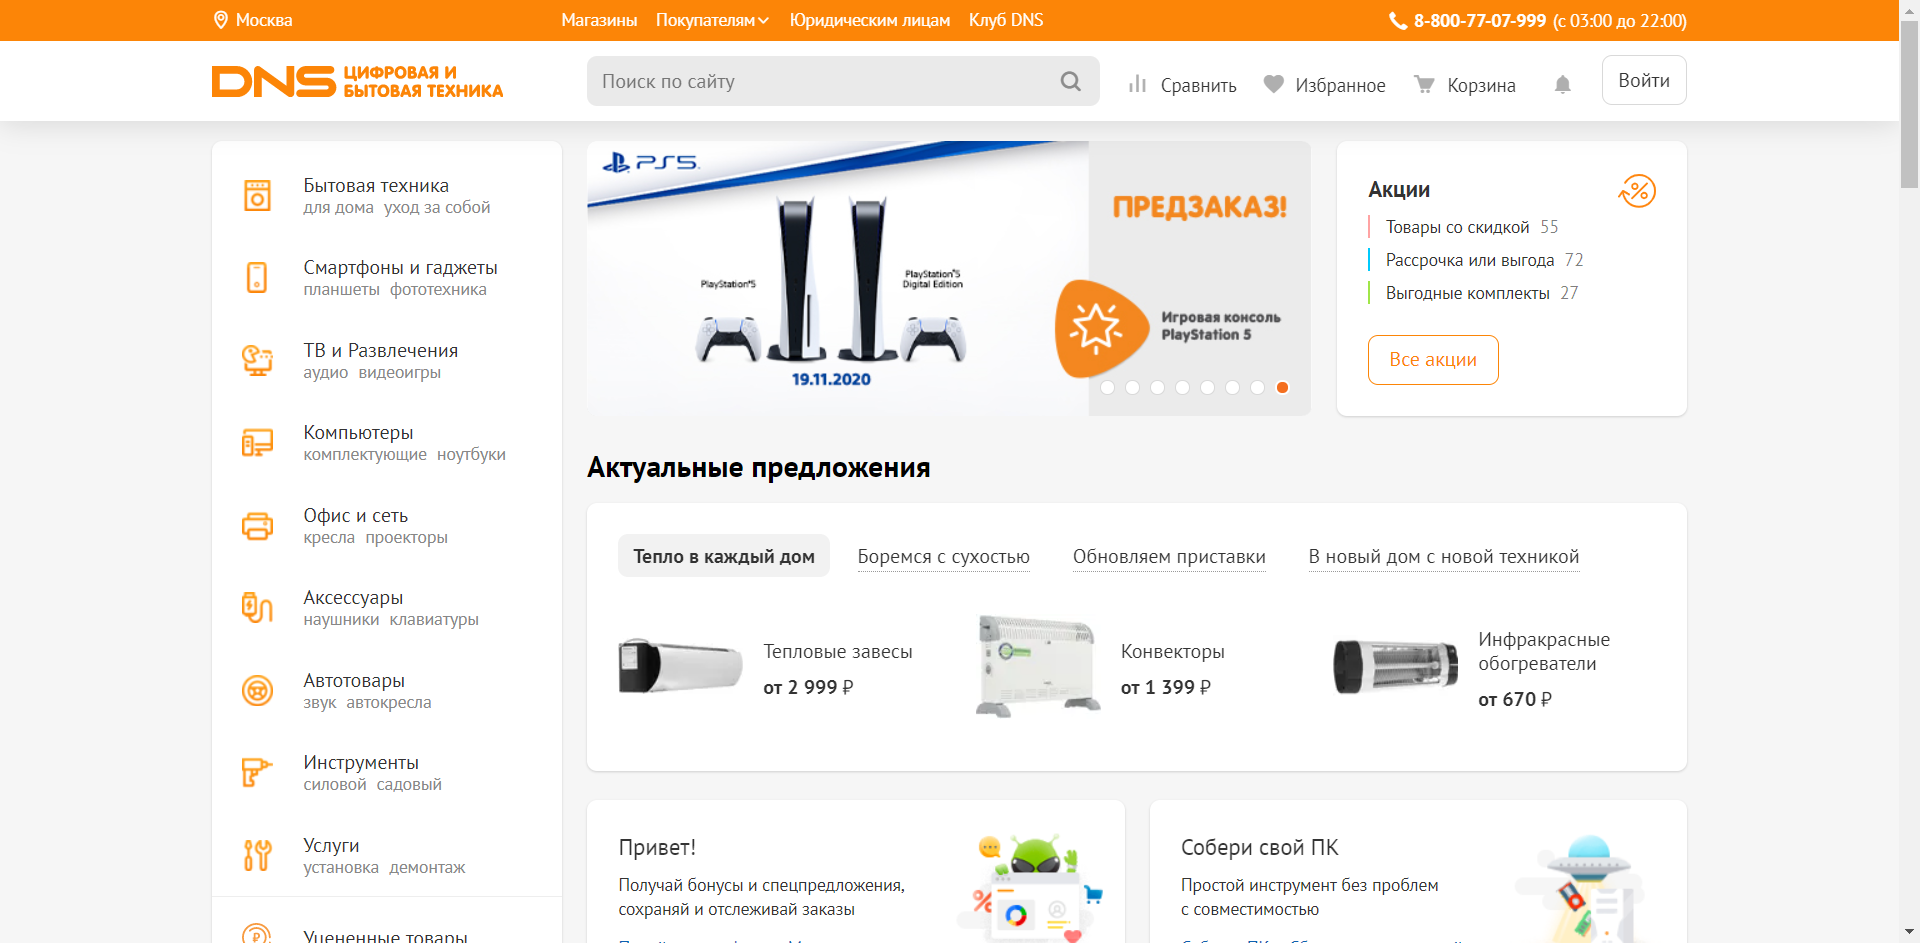 Москва
Магазины Покупателям Юридическим лицам Клуб DNS
8-800-77-07-999 (с 03:00 до 22:00)
DNS ЦИФРОВАЯ И
БЫТОВАЯ ТЕХНИКА
Поиск по сайту
Сравнить Избранное Корзина Войти
Бытовая техника
для дома уход за собой
Смартфоны и гаджеты
планшеты фототехника
ТВ и Развлечения
аудио видеоигры
Компьютеры
комплектующие ноутбуки
Офис и сеть
кресла проекторы
Аксессуары
наушники клавиатуры
Автотовары
звук автокресла
Инструменты
силовой садовый
Услуги
установка демонтаж
Уцененные товары
PS5
ПРЕДЗАКАЗ!
PlayStation®5
PlayStation®5
Digital Edition
19.11.2020
Игровая консоль
PlayStation 5
Акции
Товары со скидкой 55
Рассрочка или выгода 72
Выгодные комплекты 27
Все акции
Актуальные предложения
Тепло в каждый дом Боремся с сухостью Обновляем приставки В новый дом с новой техникой
Тепловые завесы
от 2 999 ₽
Конвекторы
от 1 399 ₽
Инфракрасные
обогреватели
от 670 ₽
Привет!
Получай бонусы и спецпредложения,
сохраняй и отслеживай заказы
Собери свой ПК
Простой инструмент без проблем
с совместимостью